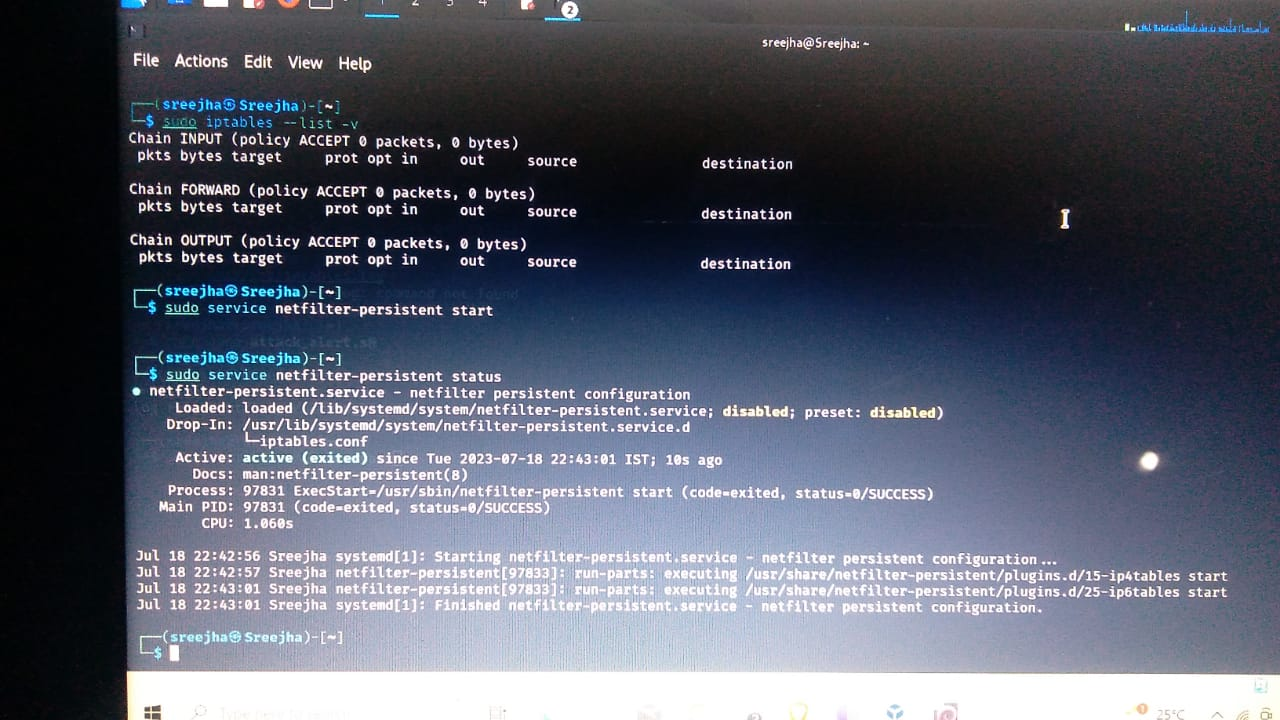 1 2 3 4 2
sreejha@Sreejha: ~
File Actions Edit View Help
┌──(sreejha㉿Sreejha)-[~]
└─$ sudo iptables --list -v
Chain INPUT (policy ACCEPT 0 packets, 0 bytes)
pkts bytes target prot opt in out source destination
Chain FORWARD (policy ACCEPT 0 packets, 0 bytes)
pkts bytes target prot opt in out source destination
Chain OUTPUT (policy ACCEPT 0 packets, 0 bytes)
pkts bytes target prot opt in out source destination
┌──(sreejha㉿Sreejha)-[~]
└─$ sudo service netfilter-persistent start
┌──(sreejha㉿Sreejha)-[~]
└─$ sudo service netfilter-persistent status
● netfilter-persistent.service - netfilter persistent configuration
Loaded: loaded (/lib/systemd/system/netfilter-persistent.service; disabled; preset: disabled)
Drop-In: /usr/lib/systemd/system/netfilter-persistent.service.d
└─iptables.conf
Active: active (exited) since Tue 2023-07-18 22:43:01 IST; 10s ago
Docs: man:netfilter-persistent(8)
Process: 97831 ExecStart=/usr/sbin/netfilter-persistent start (code=exited, status=0/SUCCESS)
Main PID: 97831 (code=exited, status=0/SUCCESS)
CPU: 1.060s
Jul 18 22:42:56 Sreejha systemd[1]: Starting netfilter-persistent.service - netfilter persistent configuration...
Jul 18 22:42:57 Sreejha netfilter-persistent[97833]: run-parts: executing /usr/share/netfilter-persistent/plugins.d/15-ip4tables start
Jul 18 22:43:01 Sreejha netfilter-persistent[97833]: run-parts: executing /usr/share/netfilter-persistent/plugins.d/25-ip6tables start
Jul 18 22:43:01 Sreejha systemd[1]: Finished netfilter-persistent.service - netfilter persistent configuration.
┌──(sreejha㉿Sreejha)-[~]
└─$
Type here to search
25°C